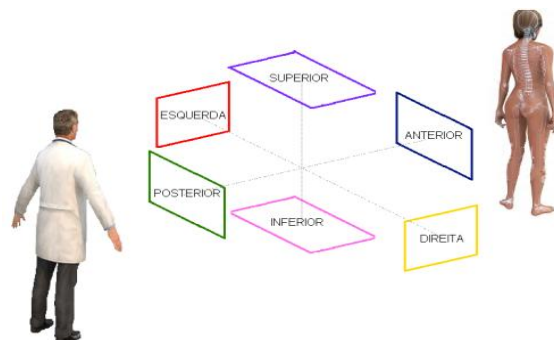 SUPERIOR
ESQUERDA
ANTERIOR
POSTERIOR
INFERIOR
DIREITA